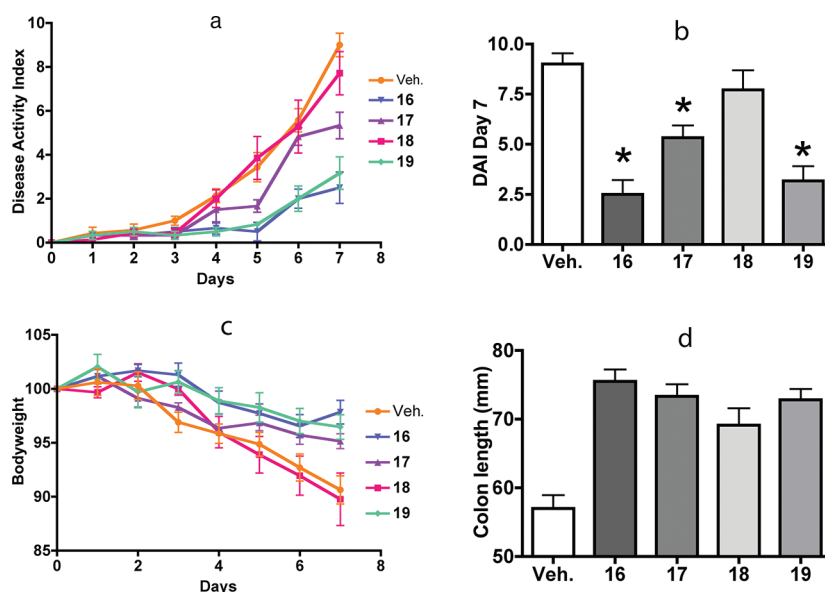 a
Disease Activity Index
10
8
6
4
2
0
0 1 2 3 4 5 6 7 8
Days
Veh.
16
17
18
19
b
DAI Day 7
10.0
7.5
5.0
2.5
0.0
* * *
Veh. 16 17 18 19
c
Bodyweight
105
100
95
90
85
0 2 4 6 8
Days
Veh.
16
17
18
19
d
Colon length (mm)
80
70
60
50
Veh. 16 17 18 19